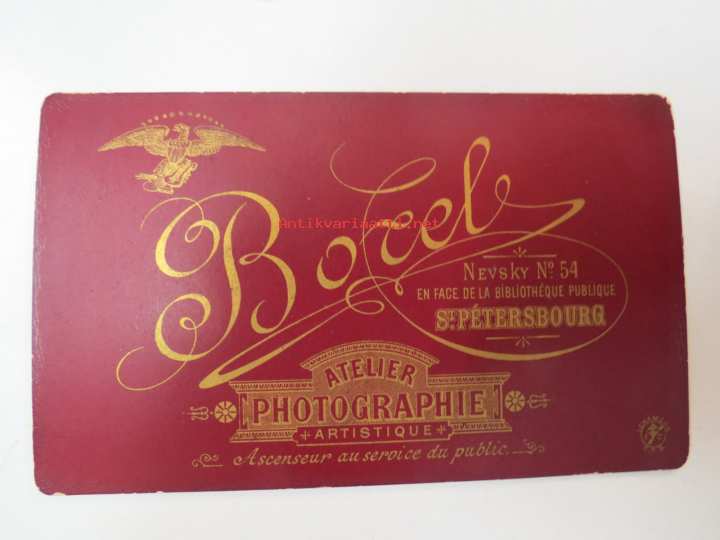 Borel
Antikvariaatti.net
Nevsky Nº 54
EN FACE DE LA BIBLIOTHÈQUE PUBLIQUE
ST. PÉTERSBOURG
ATELIER
PHOTOGRAPHIE
ARTISTIQUE
Ascenseur au service du public.